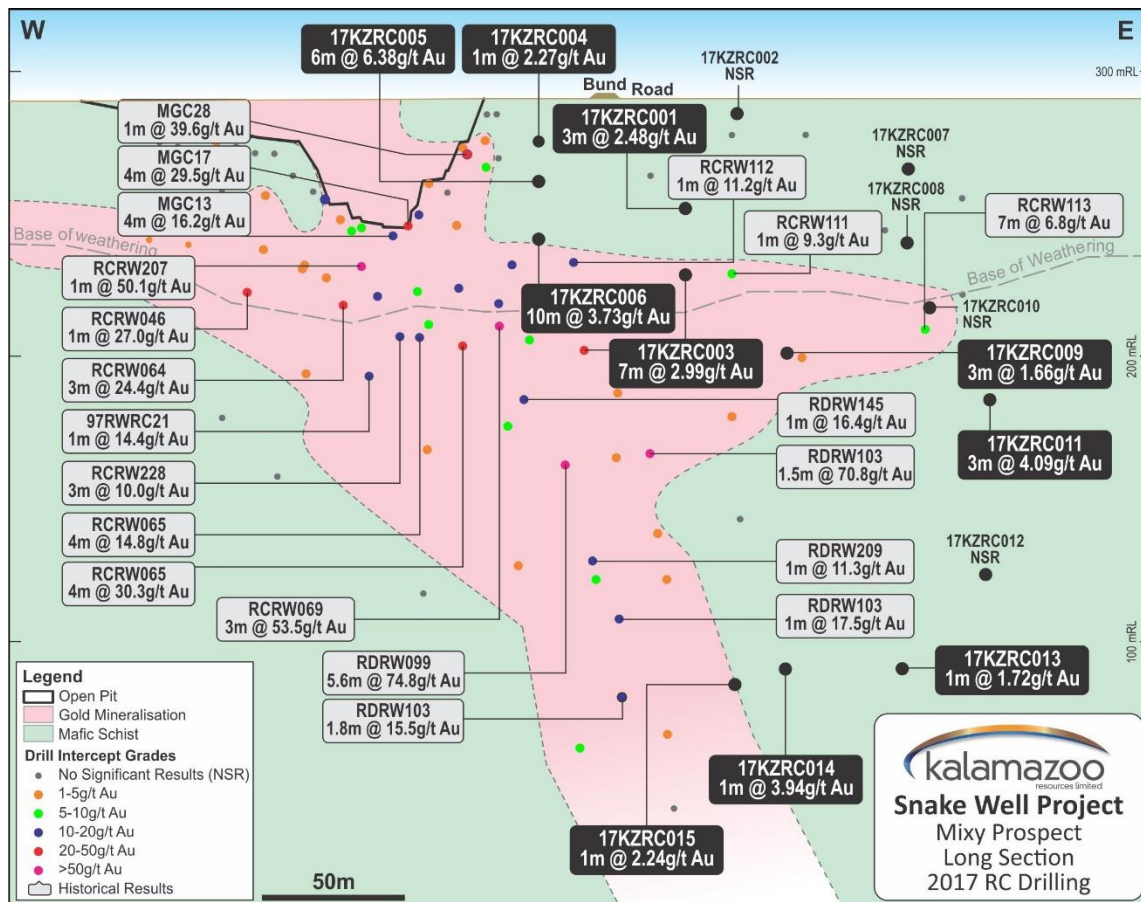 W
E
17KZRC005
6m @ 6.38g/t Au
17KZRC004
1m @ 2.27g/t Au
17KZRC002
NSR
300 mRL
Bund
Road
MGC28
1m @ 39.6g/t Au
17KZRC001
3m @ 2.48g/t Au
17KZRC007
NSR
MGC17
4m @ 29.5g/t Au
RCRW112
1m @ 11.2g/t Au
17KZRC008
NSR
MGC13
4m @ 16.2g/t Au
RCRW111
1m @ 9.3g/t Au
RCRW113
7m @ 6.8g/t Au
Base of weathering
Base of Weathering
RCRW207
1m @ 50.1g/t Au
17KZRC006
10m @ 3.73g/t Au
17KZRC010
NSR
RCRW046
1m @ 27.0g/t Au
17KZRC003
7m @ 2.99g/t Au
17KZRC009
3m @ 1.66g/t Au
200 mRL
RCRW064
3m @ 24.4g/t Au
97RWRC21
1m @ 14.4g/t Au
RDRW145
1m @ 16.4g/t Au
17KZRC011
3m @ 4.09g/t Au
RCRW228
3m @ 10.0g/t Au
RDRW103
1.5m @ 70.8g/t Au
RCRW065
4m @ 14.8g/t Au
17KZRC012
NSR
RCRW065
4m @ 30.3g/t Au
RDRW209
1m @ 11.3g/t Au
RCRW069
3m @ 53.5g/t Au
RDRW103
1m @ 17.5g/t Au
100 mRL
RDRW099
5.6m @ 74.8g/t Au
17KZRC013
1m @ 1.72g/t Au
RDRW103
1.8m @ 15.5g/t Au
17KZRC014
1m @ 3.94g/t Au
17KZRC015
1m @ 2.24g/t Au
Legend
Open Pit
Gold Mineralisation
Mafic Schist
Drill Intercept Grades
No Significant Results (NSR)
1-5g/t Au
5-10g/t Au
10-20g/t Au
20-50g/t Au
>50g/t Au
Historical Results
50m
kalamazoo
resources limited
Snake Well Project
Mixy Prospect
Long Section
2017 RC Drilling